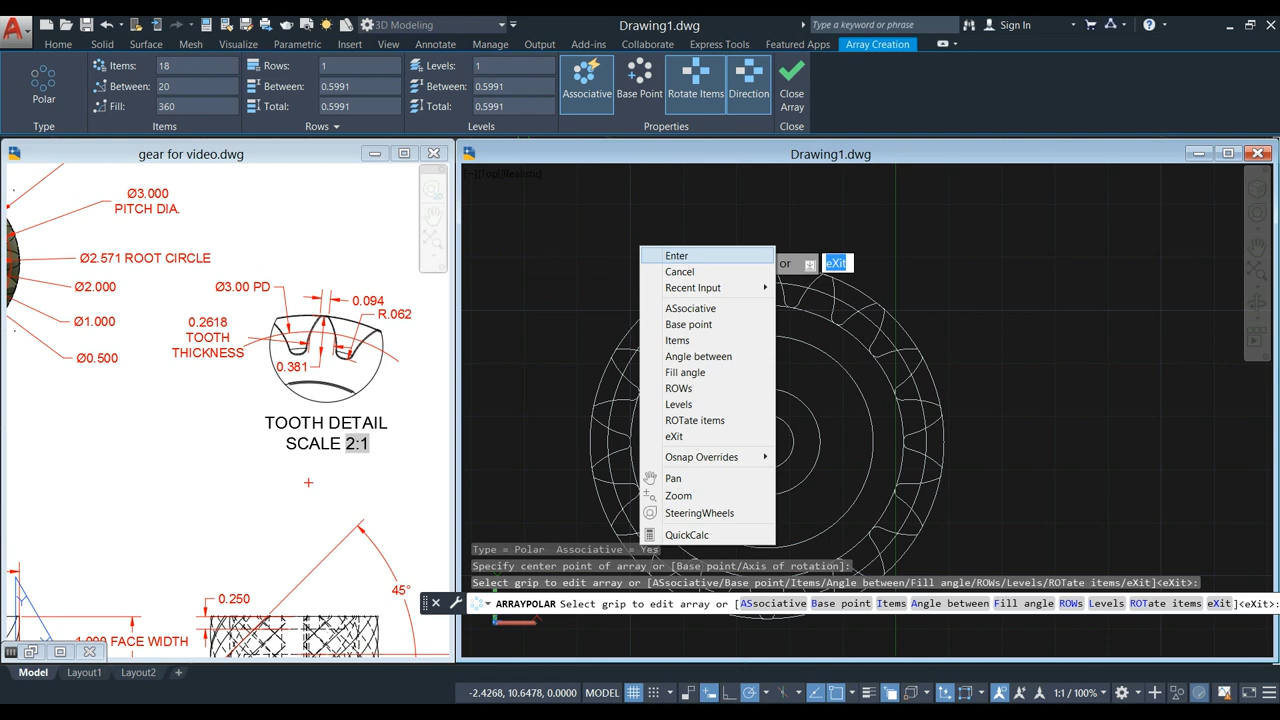 3D Modeling
Drawing1.dwg
Type a keyword or phrase
Sign In
Home Solid Surface Mesh Visualize Parametric Insert View Annotate Manage Output Add-ins Collaborate Express Tools Featured Apps Array Creation
Items: 18
Between: 20
Fill: 360
Rows: 1
Between: 0.5991
Total: 0.5991
Levels: 1
Between: 0.5991
Total: 0.5991
Polar
Associative
Base Point
Rotate Items
Direction
Close
Array
Type
Items
Rows
Levels
Properties
Close
gear for video.dwg
Drawing1.dwg
[−][Top][Realistic]
Ø3.000
PITCH DIA.
Ø2.571 ROOT CIRCLE
Ø2.000
Ø1.000
Ø0.500
Ø3.00 PD
0.094
R.062
0.2618
TOOTH
THICKNESS
0.381
TOOTH DETAIL
SCALE 2:1
45°
0.250
1.000 FACE WIDTH
or
eXit
Enter
Cancel
Recent Input
ASsociative
Base point
Items
Angle between
Fill angle
ROWs
Levels
ROTate items
eXit
Osnap Overrides
Pan
Zoom
SteeringWheels
QuickCalc
Type = Polar Associative = Yes
Specify center point of array or [Base point/Axis of rotation]:
Select grip to edit array or [ASsociative/Base point/Items/Angle between/Fill angle/ROWs/Levels/ROTate items/eXit]<eXit>:
ARRAYPOLAR Select grip to edit array or [ASsociative Base point Items Angle between Fill angle ROWs Levels ROTate items eXit]<eXit>:
Model Layout1 Layout2 +
-2.4268, 10.6478, 0.0000 MODEL
1:1 / 100%